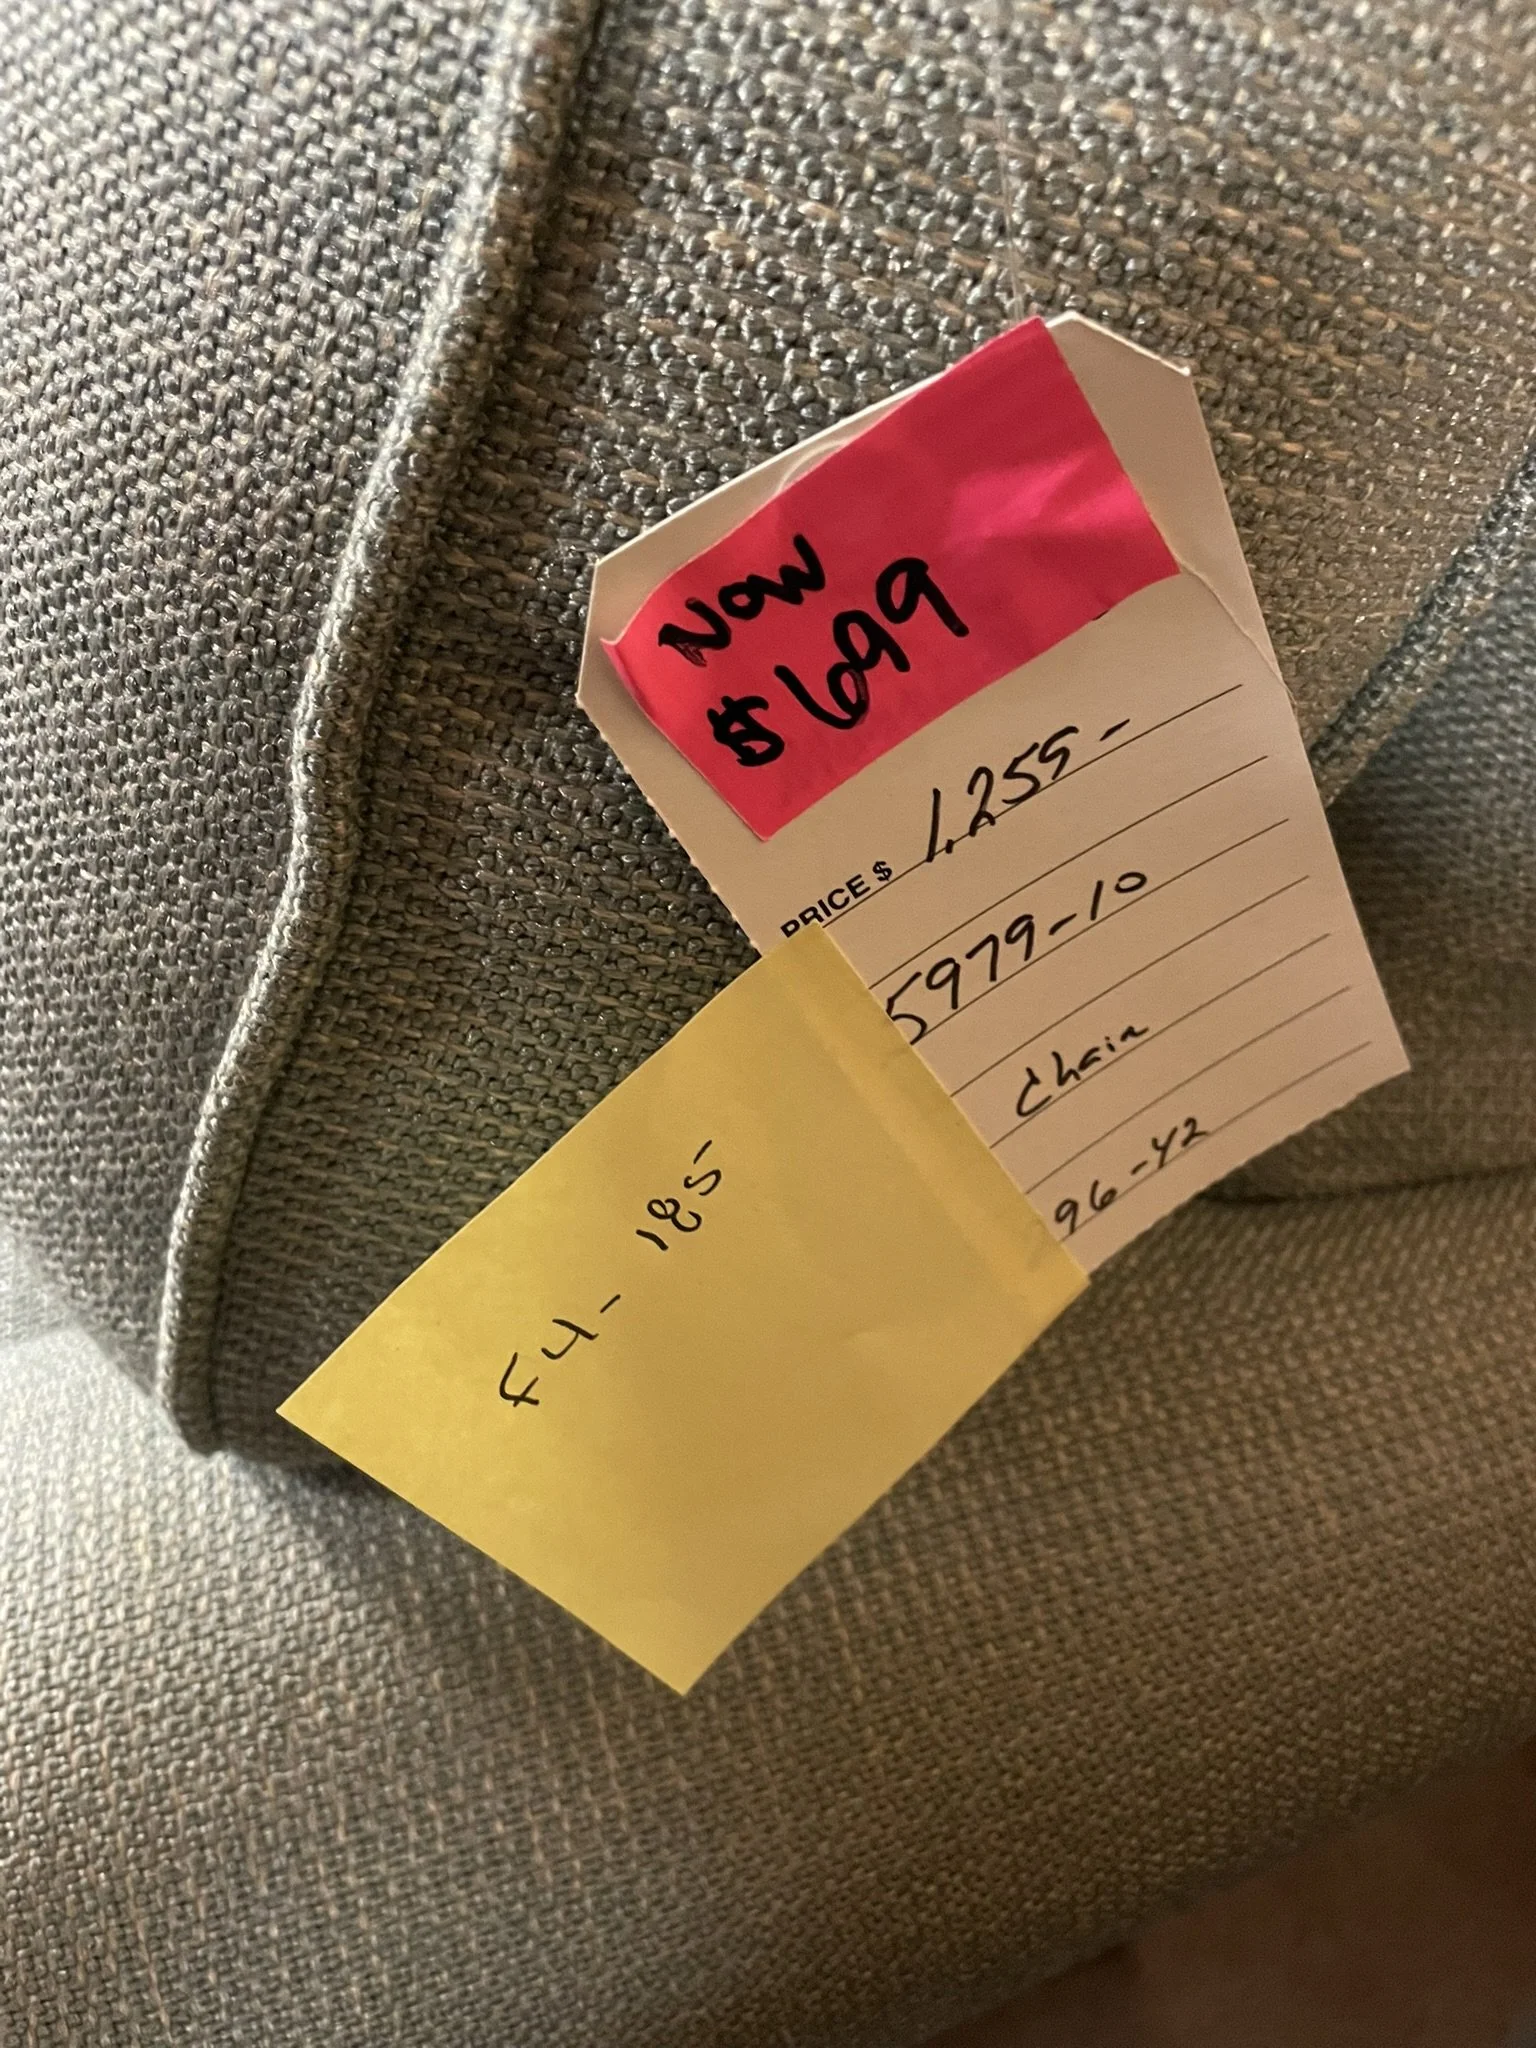 Now
$699
PRICE $ 1,255-
5979-10
Chair
96-42
F4- 185-